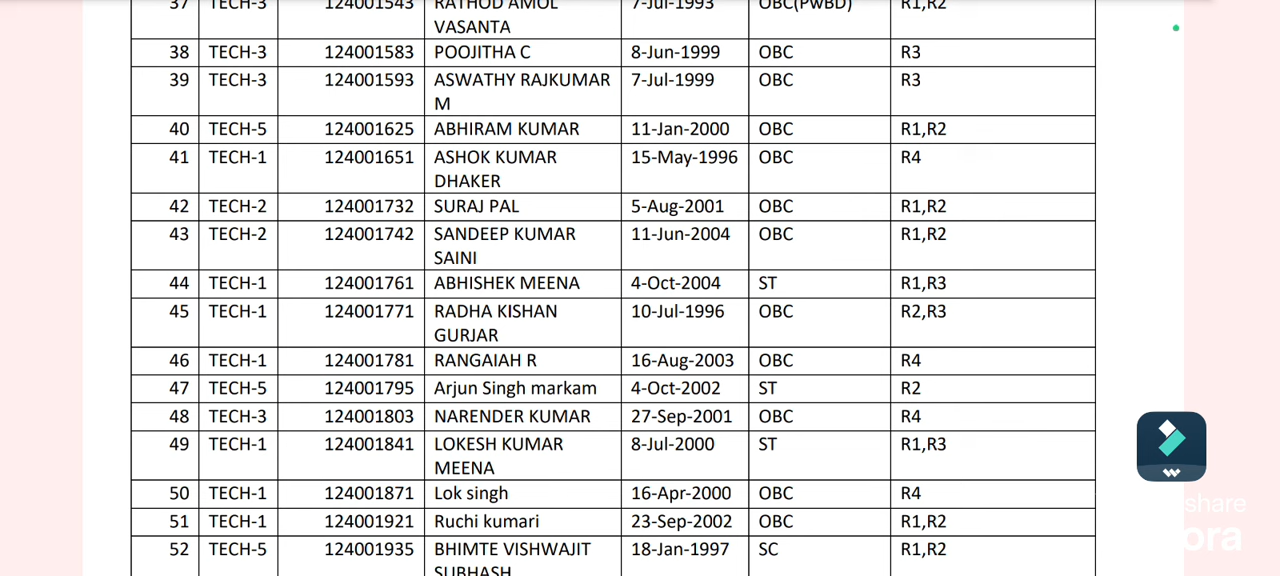 37 TECH-3 124001543 RATHOD AMOL 7-Jul-1993 OBC(PwBD) R1,R2
VASANTA
38 TECH-3 124001583 POOJITHA C 8-Jun-1999 OBC R3
39 TECH-3 124001593 ASWATHY RAJKUMAR 7-Jul-1999 OBC R3
M
40 TECH-5 124001625 ABHIRAM KUMAR 11-Jan-2000 OBC R1,R2
41 TECH-1 124001651 ASHOK KUMAR 15-May-1996 OBC R4
DHAKER
42 TECH-2 124001732 SURAJ PAL 5-Aug-2001 OBC R1,R2
43 TECH-2 124001742 SANDEEP KUMAR 11-Jun-2004 OBC R1,R2
SAINI
44 TECH-1 124001761 ABHISHEK MEENA 4-Oct-2004 ST R1,R3
45 TECH-1 124001771 RADHA KISHAN 10-Jul-1996 OBC R2,R3
GURJAR
46 TECH-1 124001781 RANGAIAH R 16-Aug-2003 OBC R4
47 TECH-5 124001795 Arjun Singh markam 4-Oct-2002 ST R2
48 TECH-3 124001803 NARENDER KUMAR 27-Sep-2001 OBC R4
49 TECH-1 124001841 LOKESH KUMAR 8-Jul-2000 ST R1,R3
MEENA
50 TECH-1 124001871 Lok singh 16-Apr-2000 OBC R4
51 TECH-1 124001921 Ruchi kumari 23-Sep-2002 OBC R1,R2
52 TECH-5 124001935 BHIMTE VISHWAJIT 18-Jan-1997 SC R1,R2
SUBHASH
share
ora